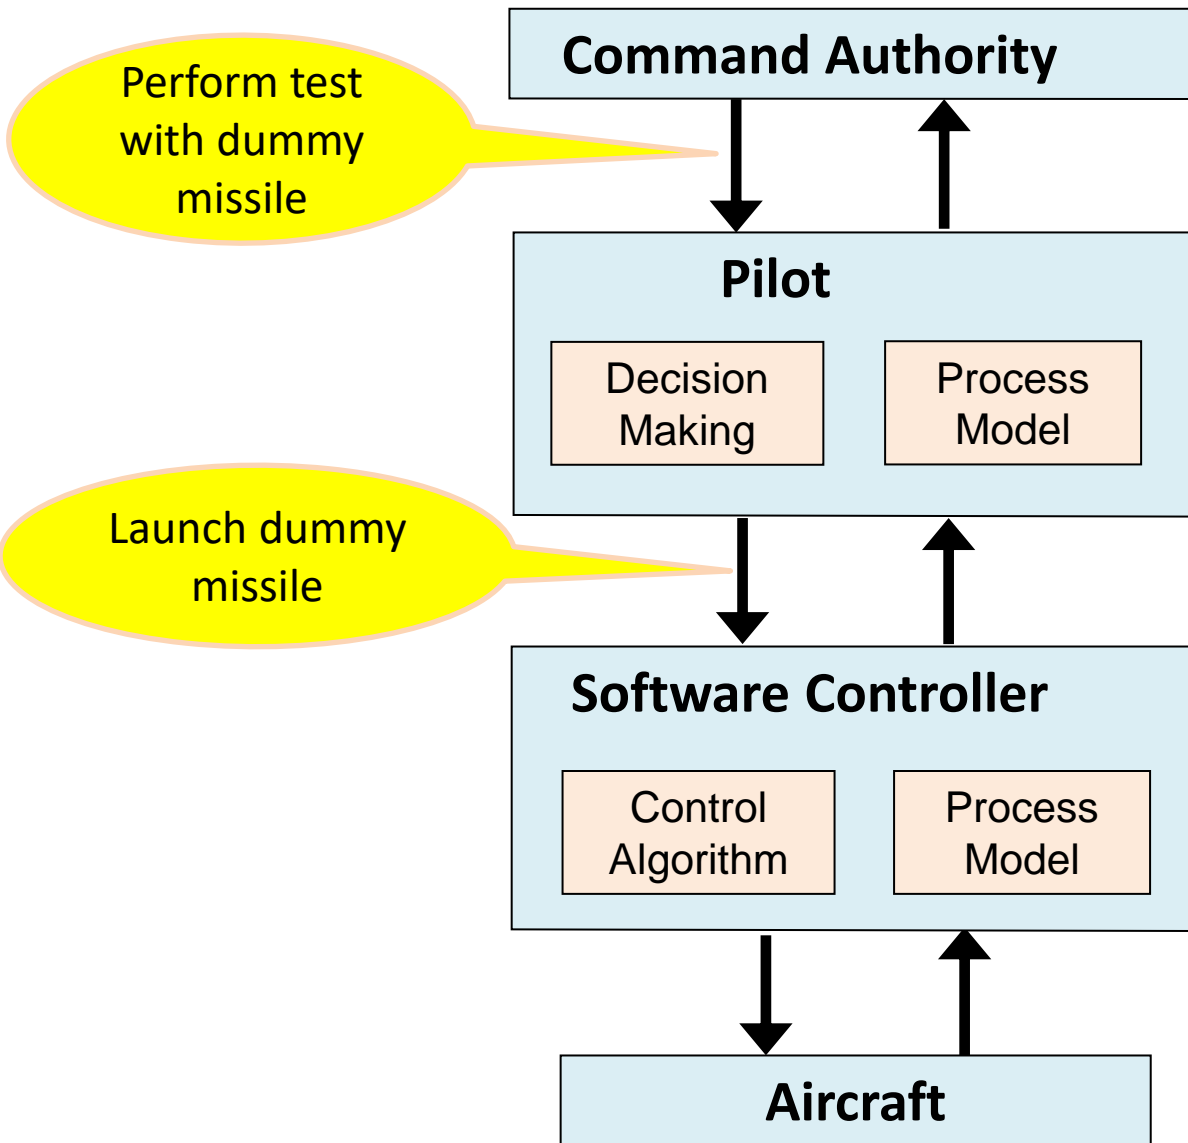 Command Authority
Perform test
with dummy
missile
Pilot
Decision
Making
Process
Model
Launch dummy
missile
Software Controller
Control
Algorithm
Process
Model
Aircraft